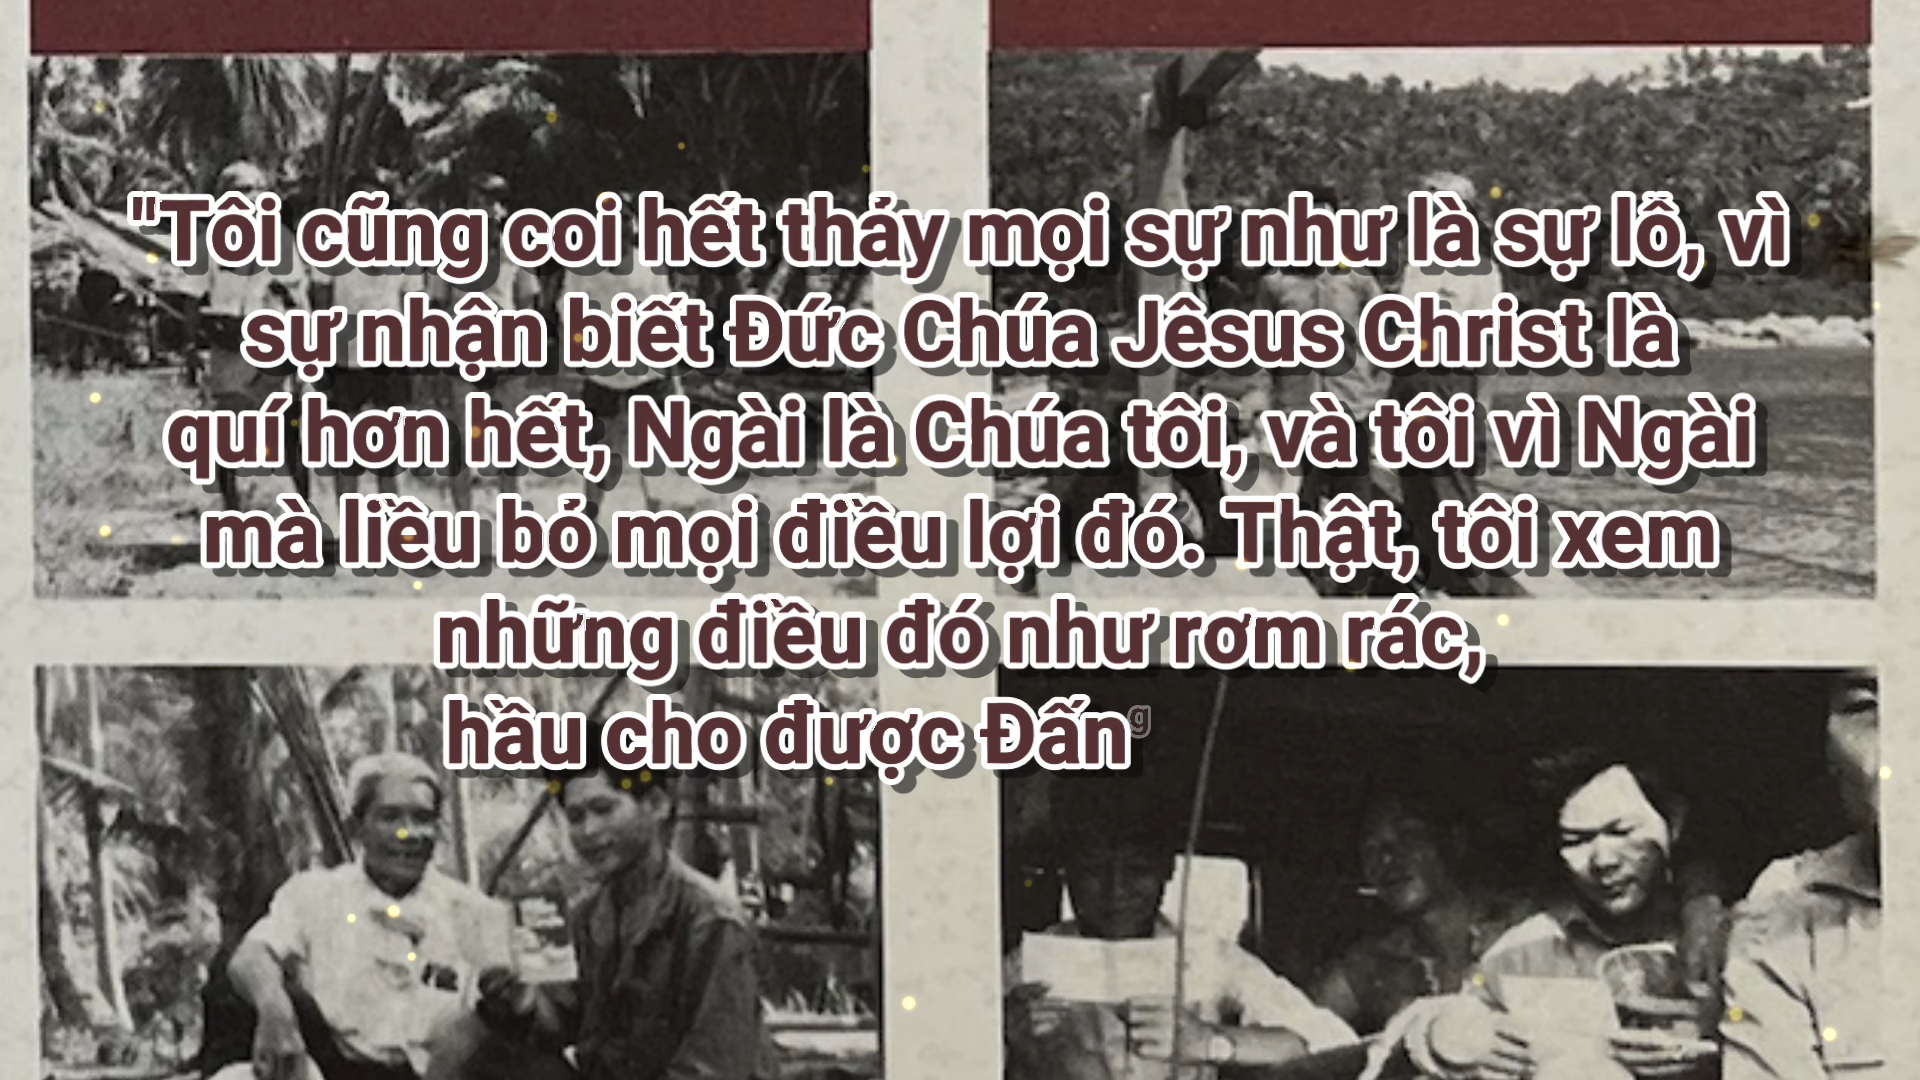 "Tôi cũng coi hết thảy mọi sự như là sự lỗ, vì
sự nhận biết Đức Chúa Jêsus Christ là
quí hơn hết, Ngài là Chúa tôi, và tôi vì Ngài
mà liều bỏ mọi điều lợi đó. Thật, tôi xem
những điều đó như rơm rác,
hầu cho được Đấng